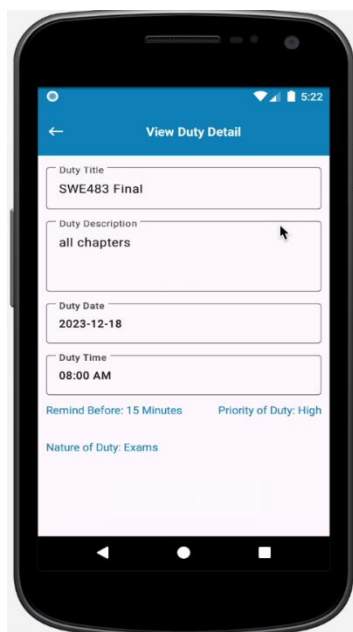 5:22
View Duty Detail
Duty Title
SWE483 Final
Duty Description
all chapters
Duty Date
2023-12-18
Duty Time
08:00 AM
Remind Before: 15 Minutes Priority of Duty: High
Nature of Duty: Exams